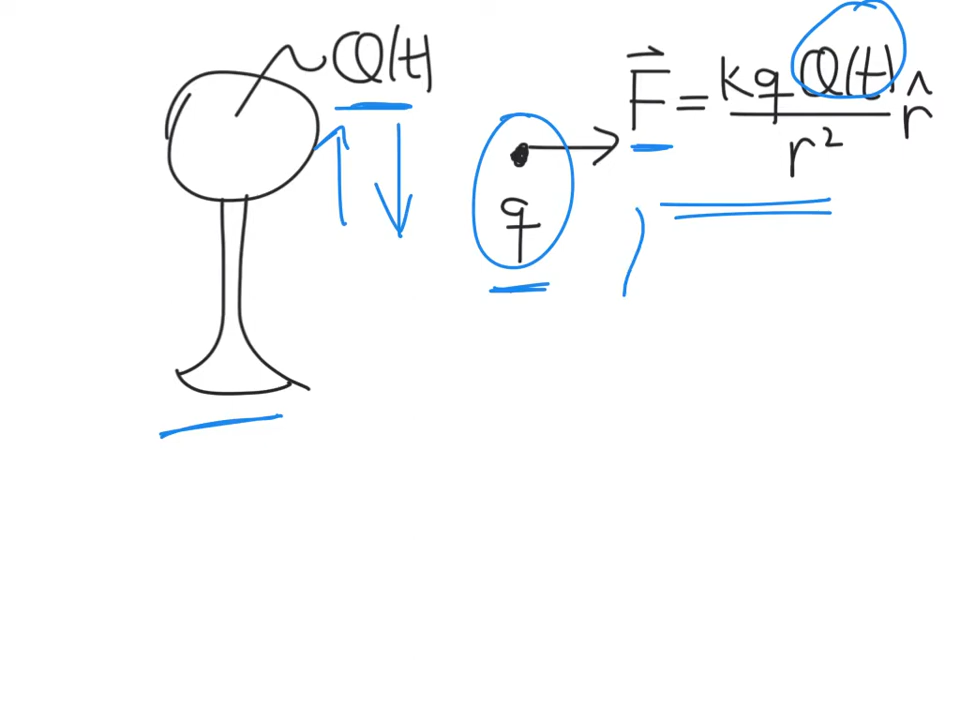 Q(t)
F⃗ = kqQ(t)/r² r̂
q